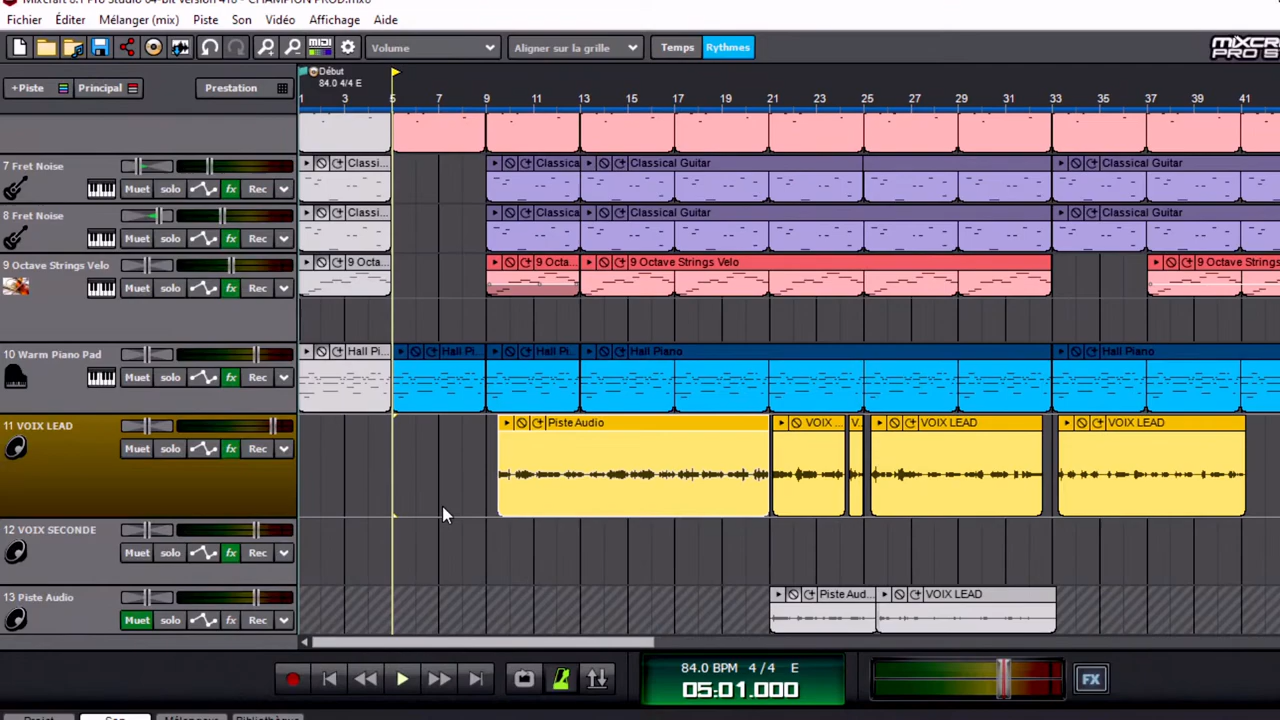 Mixcraft 8.1 Pro Studio 64-bit Version 416 - CHAMPION PROD.mx8
Fichier Éditer Mélanger (mix) Piste Son Vidéo Affichage Aide
MIDI Volume Aligner sur la grille Temps Rythmes
+Piste Principal Prestation
Début
84.0 4/4 E
1 3 5 7 9 11 13 15 17 19 21 23 25 27 29 31 33 35 37 39 41
7 Fret Noise Classi... Classica Classical Guitar Classical Guitar
Muet solo fx Rec
8 Fret Noise Classi... Classica Classical Guitar Classical Guitar
Muet solo fx Rec
9 Octave Strings Velo 9 Octa... 9 Octa... 9 Octave Strings Velo 9 Octave Strings
Muet solo fx Rec
10 Warm Piano Pad Hall Pi... Hall Pi... Hall Pi... Hall Piano Hall Piano
Muet solo fx Rec
11 VOIX LEAD Piste Audio VOIX ... V. VOIX LEAD VOIX LEAD
Muet solo fx Rec
12 VOIX SECONDE
Muet solo fx Rec
13 Piste Audio Piste Aud... VOIX LEAD
Muet solo fx Rec
84.0 BPM 4 / 4 E
05:01.000
FX
Projet Son Mélangeur Bibliothèque